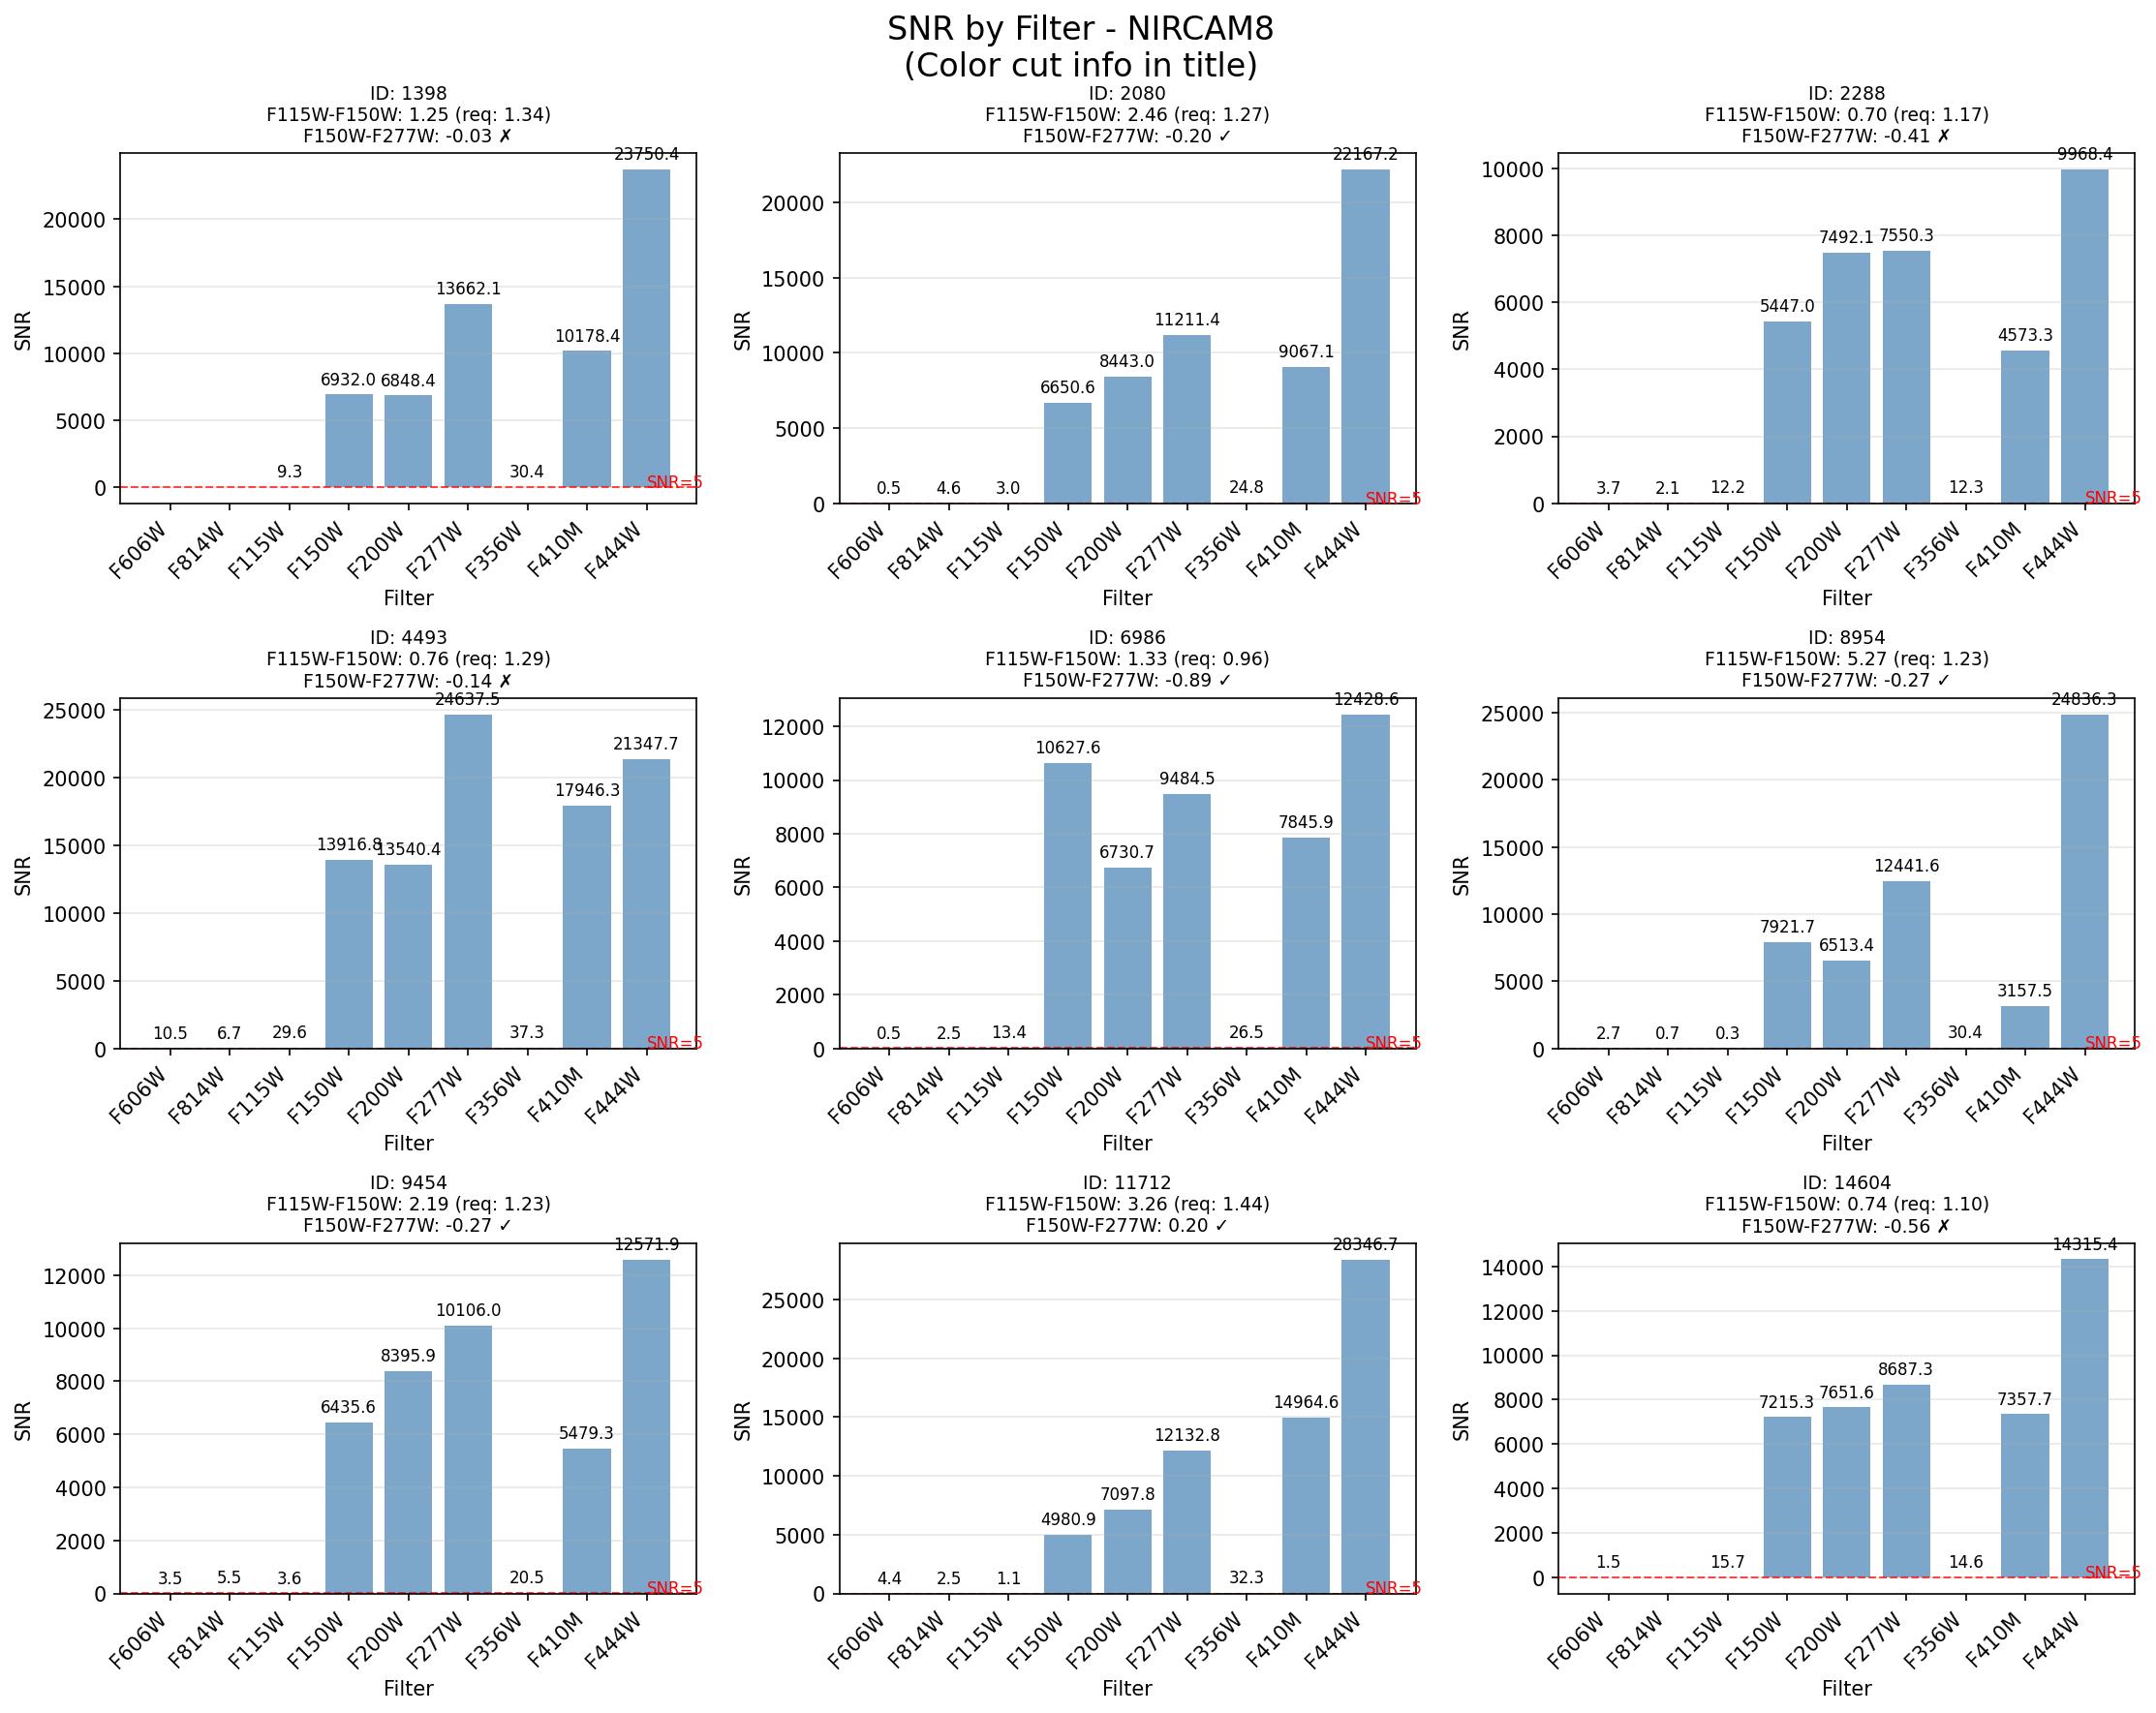 SNR by Filter - NIRCAM8
(Color cut info in title)
ID: 1398
F115W-F150W: 1.25 (req: 1.34)
F150W-F277W: -0.03 ✗
SNR
20000
15000
10000
5000
0
9.3
6932.0
6848.4
13662.1
30.4
10178.4
23750.4
SNR=5
F606W
F814W
F115W
F150W
F200W
F277W
F356W
F410M
F444W
Filter
ID: 2080
F115W-F150W: 2.46 (req: 1.27)
F150W-F277W: -0.20 ✓
SNR
20000
15000
10000
5000
0
0.5
4.6
3.0
6650.6
8443.0
11211.4
24.8
9067.1
22167.2
SNR=5
F606W
F814W
F115W
F150W
F200W
F277W
F356W
F410M
F444W
Filter
ID: 2288
F115W-F150W: 0.70 (req: 1.17)
F150W-F277W: -0.41 ✗
SNR
10000
8000
6000
4000
2000
0
3.7
2.1
12.2
5447.0
7492.1
7550.3
12.3
4573.3
9968.4
SNR=5
F606W
F814W
F115W
F150W
F200W
F277W
F356W
F410M
F444W
Filter
ID: 4493
F115W-F150W: 0.76 (req: 1.29)
F150W-F277W: -0.14 ✗
SNR
25000
20000
15000
10000
5000
0
10.5
6.7
29.6
13916.8
13540.4
24637.5
37.3
17946.3
21347.7
SNR=5
F606W
F814W
F115W
F150W
F200W
F277W
F356W
F410M
F444W
Filter
ID: 6986
F115W-F150W: 1.33 (req: 0.96)
F150W-F277W: -0.89 ✓
SNR
12000
10000
8000
6000
4000
2000
0
0.5
2.5
13.4
10627.6
6730.7
9484.5
26.5
7845.9
12428.6
SNR=5
F606W
F814W
F115W
F150W
F200W
F277W
F356W
F410M
F444W
Filter
ID: 8954
F115W-F150W: 5.27 (req: 1.23)
F150W-F277W: -0.27 ✓
SNR
25000
20000
15000
10000
5000
0
2.7
0.7
0.3
7921.7
6513.4
12441.6
30.4
3157.5
24836.3
SNR=5
F606W
F814W
F115W
F150W
F200W
F277W
F356W
F410M
F444W
Filter
ID: 9454
F115W-F150W: 2.19 (req: 1.23)
F150W-F277W: -0.27 ✓
SNR
12000
10000
8000
6000
4000
2000
0
3.5
5.5
3.6
6435.6
8395.9
10106.0
20.5
5479.3
12571.9
SNR=5
F606W
F814W
F115W
F150W
F200W
F277W
F356W
F410M
F444W
Filter
ID: 11712
F115W-F150W: 3.26 (req: 1.44)
F150W-F277W: 0.20 ✓
SNR
25000
20000
15000
10000
5000
0
4.4
2.5
1.1
4980.9
7097.8
12132.8
32.3
14964.6
28346.7
SNR=5
F606W
F814W
F115W
F150W
F200W
F277W
F356W
F410M
F444W
Filter
ID: 14604
F115W-F150W: 0.74 (req: 1.10)
F150W-F277W: -0.56 ✗
SNR
14000
12000
10000
8000
6000
4000
2000
0
1.5
15.7
7215.3
7651.6
8687.3
14.6
7357.7
14315.4
SNR=5
F606W
F814W
F115W
F150W
F200W
F277W
F356W
F410M
F444W
Filter